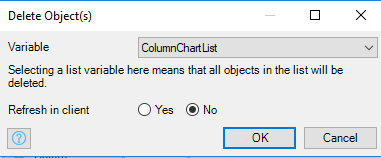 Delete Object(s)
Variable
ColumnChartList
Selecting a list variable here means that all objects in the list will be
deleted.
Refresh in client
Yes
No
?
OK
Cancel